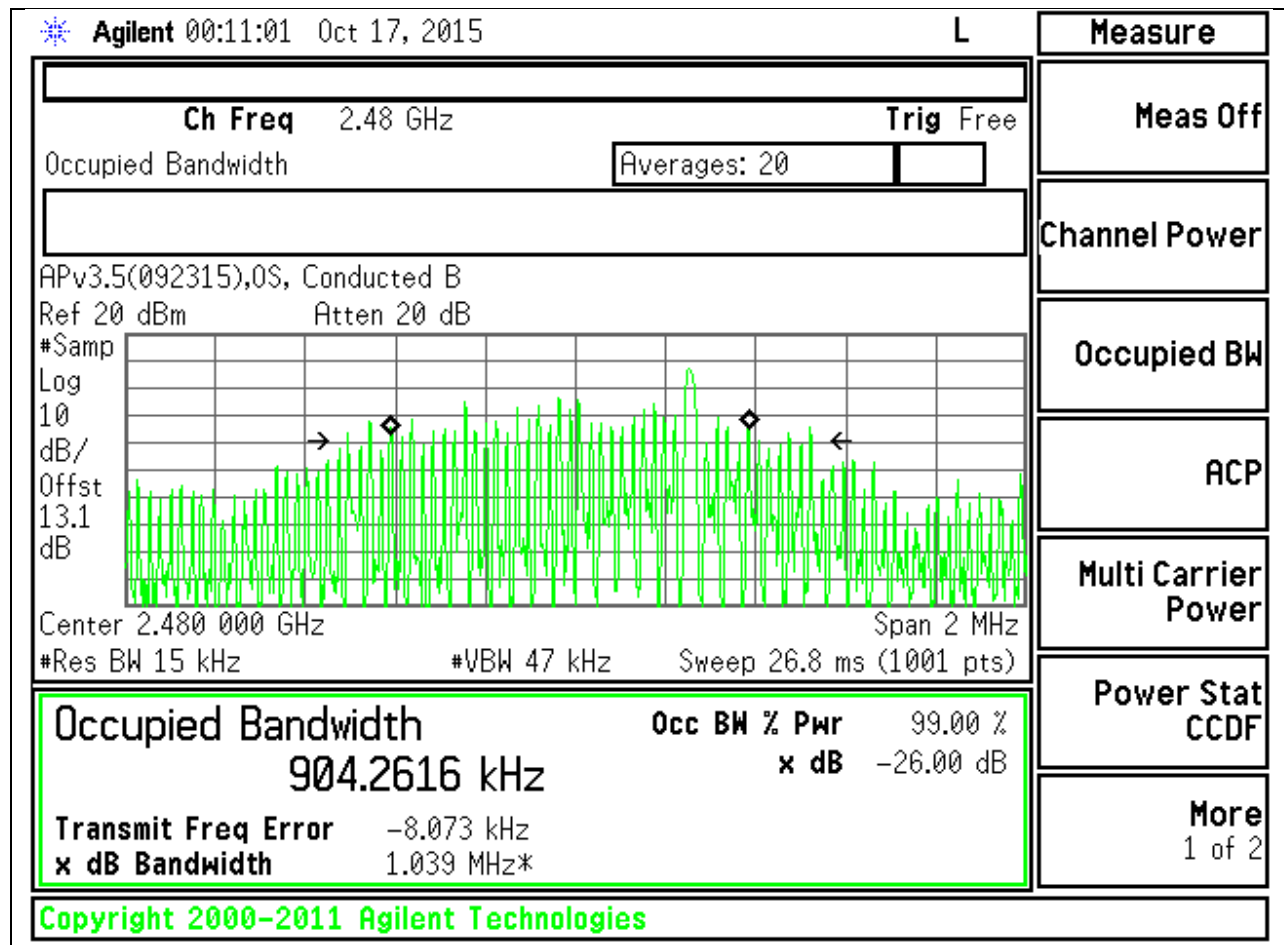 Agilent 00:11:01 Oct 17, 2015 L
Measure
Ch Freq 2.48 GHz Trig Free
Occupied Bandwidth Averages: 20
APv3.5(092315),OS, Conducted B
Ref 20 dBm Atten 20 dB
#Samp
Log
10
dB/
Offst
13.1
dB
Center 2.480 000 GHz Span 2 MHz
#Res BW 15 kHz #VBW 47 kHz Sweep 26.8 ms (1001 pts)
Occupied Bandwidth Occ BW % Pwr 99.00 %
904.2616 kHz x dB -26.00 dB
Transmit Freq Error -8.073 kHz
x dB Bandwidth 1.039 MHz*
Meas Off
Channel Power
Occupied BW
ACP
Multi Carrier
Power
Power Stat
CCDF
More
1 of 2
Copyright 2000-2011 Agilent Technologies